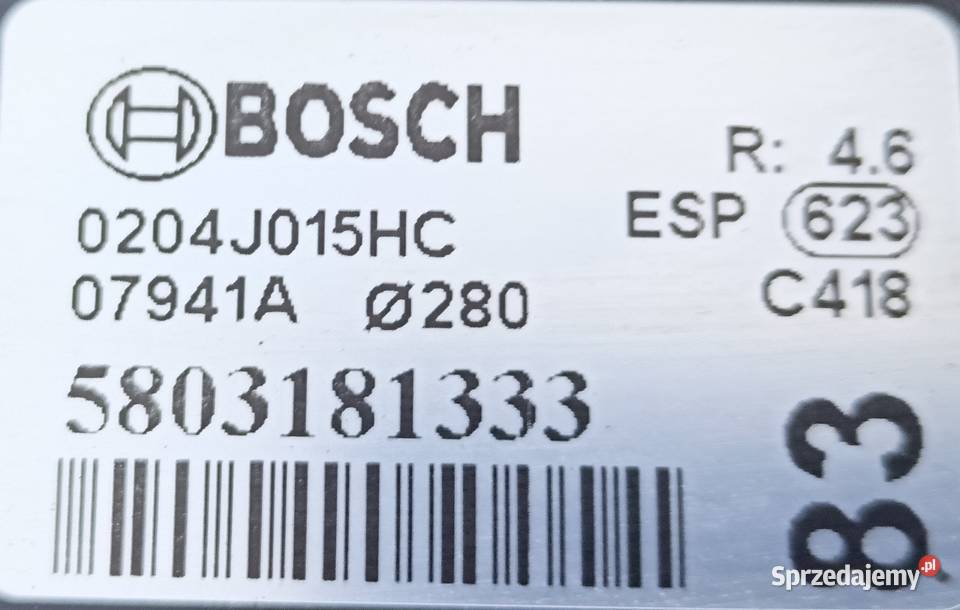 BOSCH
R: 4.6
0204J015HC
ESP 623
07941A Ø280
C418
5803181333
83
Sprzedajemy.pl